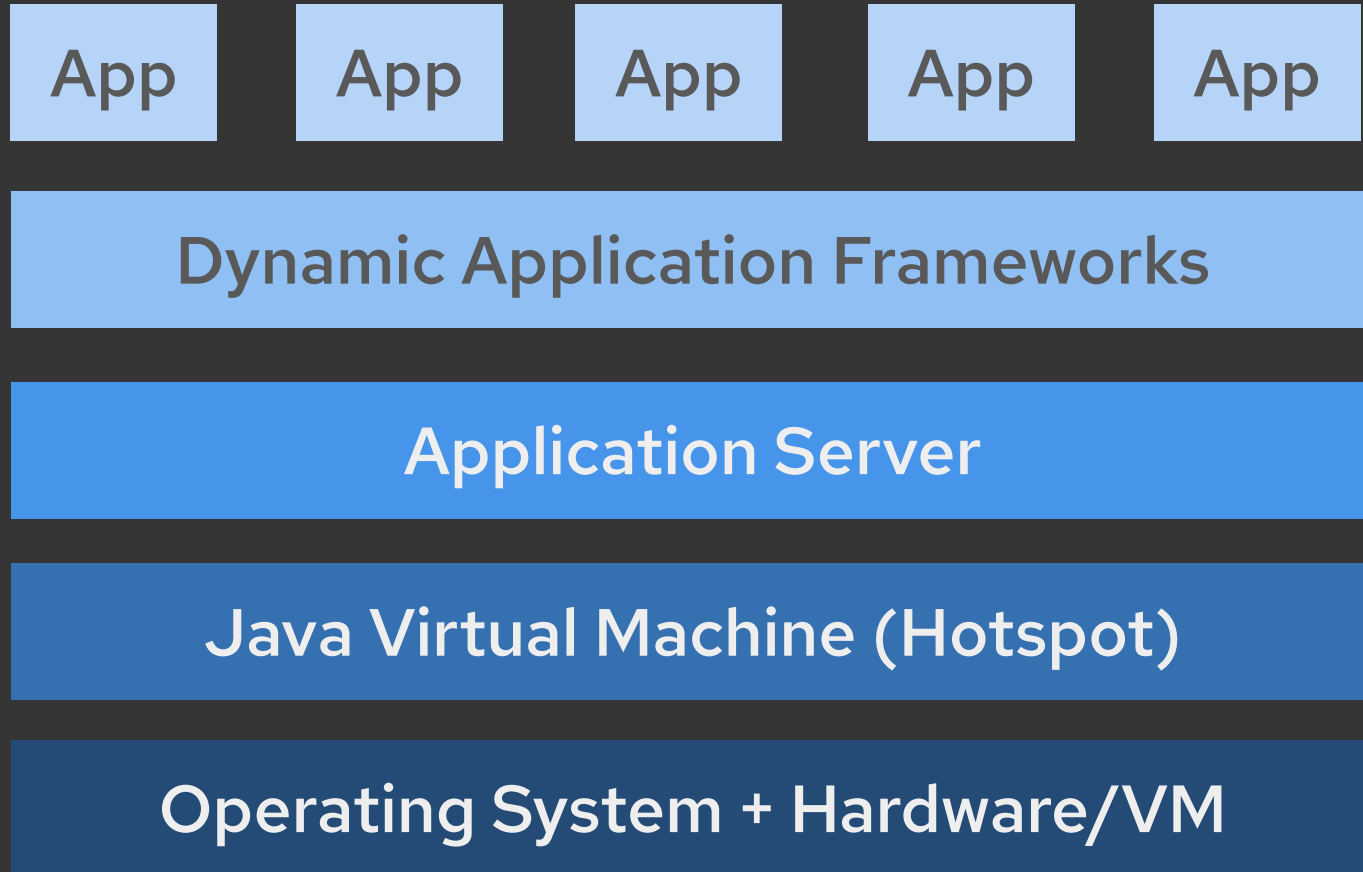 App App App App App
Dynamic Application Frameworks
Application Server
Java Virtual Machine (Hotspot)
Operating System + Hardware/VM